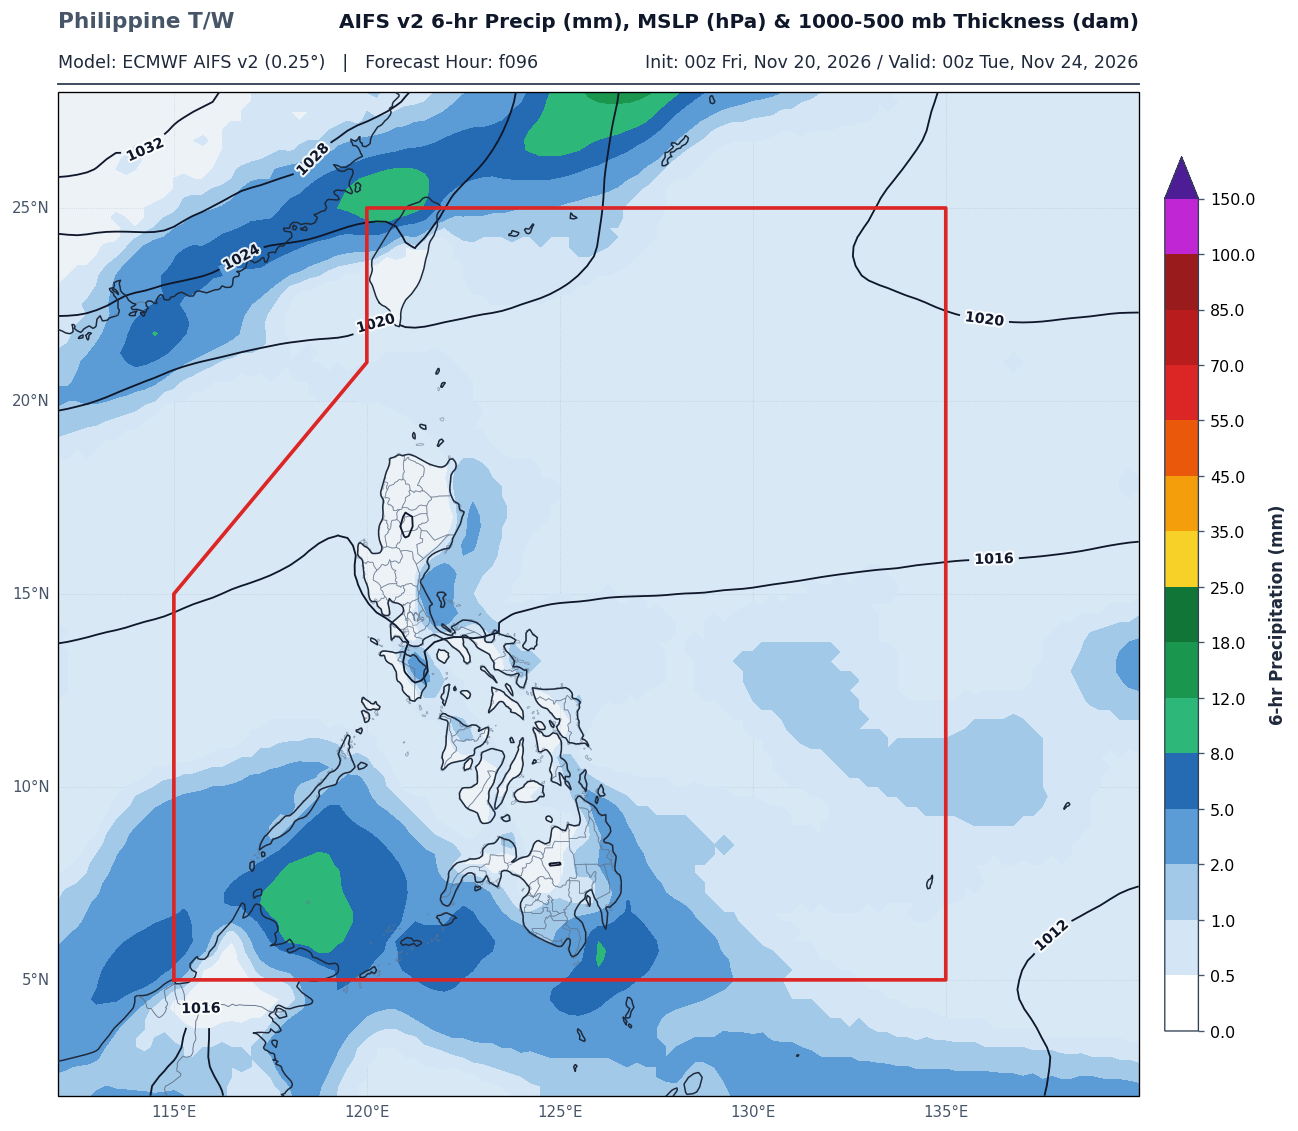 Philippine T/W
AIFS v2 6-hr Precip (mm), MSLP (hPa) & 1000-500 mb Thickness (dam)
Model: ECMWF AIFS v2 (0.25°) | Forecast Hour: f096
Init: 00z Fri, Nov 20, 2026 / Valid: 00z Tue, Nov 24, 2026
1032
1028
1024
1020
1020
1016
1012
1016
25°N
20°N
15°N
10°N
5°N
115°E
120°E
125°E
130°E
135°E
150.0
100.0
85.0
70.0
55.0
45.0
35.0
25.0
18.0
12.0
8.0
5.0
2.0
1.0
0.5
0.0
6-hr Precipitation (mm)